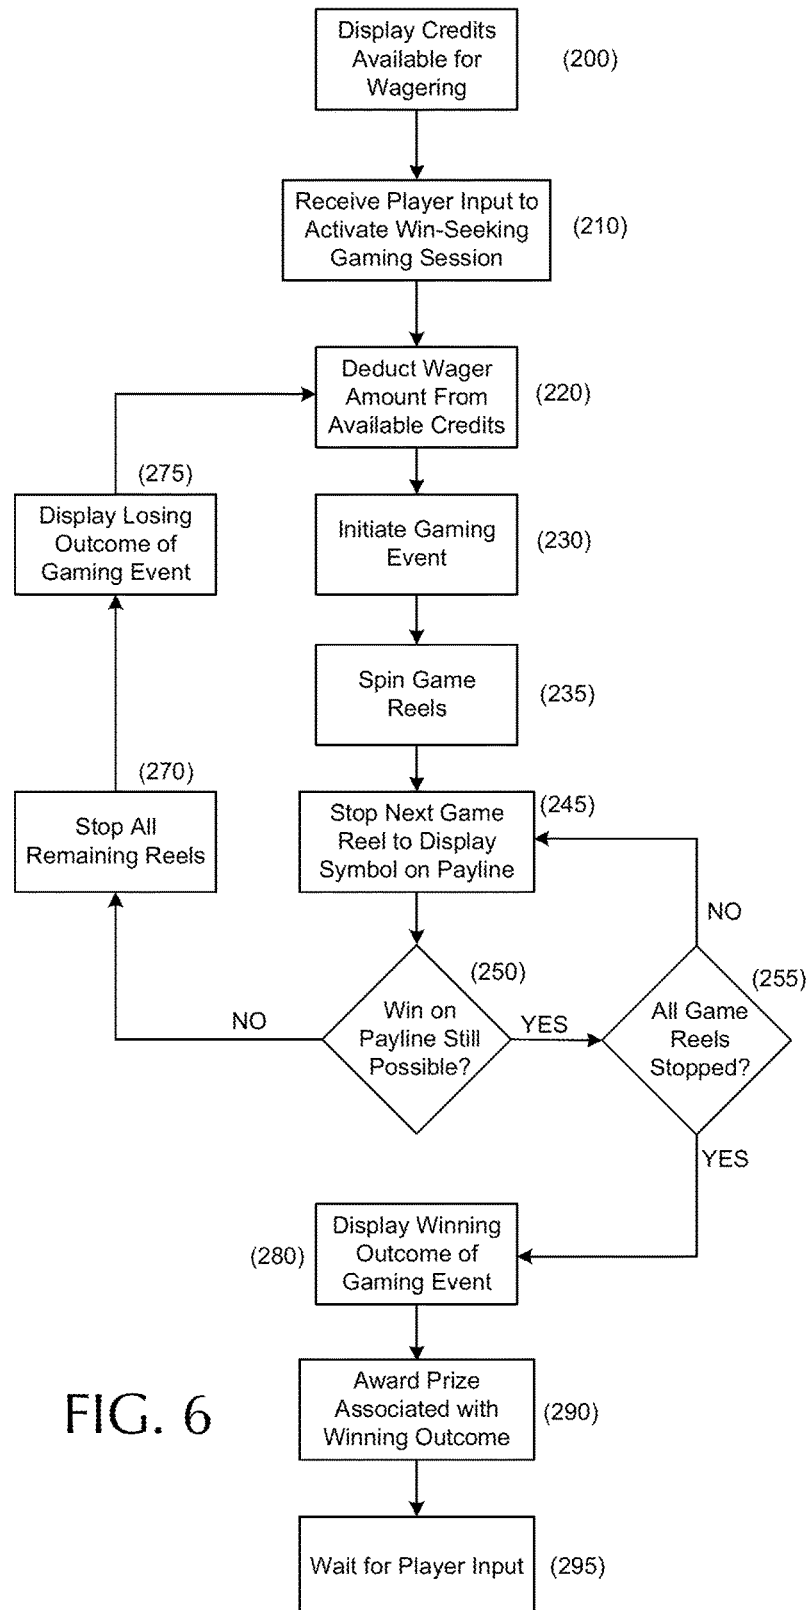 Display Credits
Available for
Wagering
(200)
Receive Player Input to
Activate Win-Seeking
Gaming Session
(210)
Deduct Wager
Amount From
Available Credits
(220)
(275)
Display Losing
Outcome of
Gaming Event
Initiate Gaming
Event
(230)
Spin Game
Reels
(235)
(270)
Stop All
Remaining Reels
Stop Next Game
Reel to Display
Symbol on Payline
(245)
NO
Win on
Payline Still
Possible?
(250)
NO
YES
All Game
Reels
Stopped?
(255)
YES
Display Winning
Outcome of
Gaming Event
(280)
Award Prize
Associated with
Winning Outcome
(290)
FIG. 6
Wait for Player Input
(295)